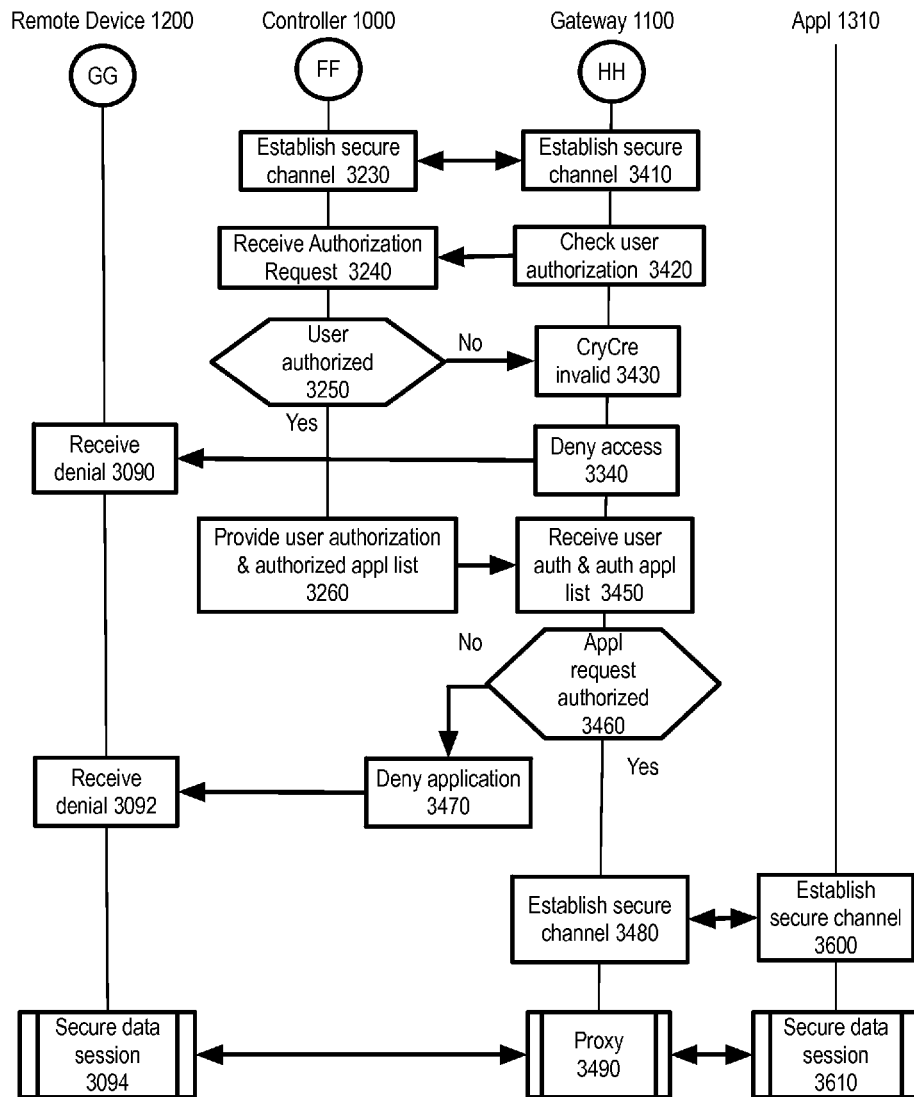 Remote Device 1200
Controller 1000
Gateway 1100
Appl 1310
GG
FF
HH
Establish secure
channel 3230
Establish secure
channel 3410
Receive Authorization
Request 3240
Check user
authorization 3420
User
authorized
3250
No
CryCre
invalid 3430
Yes
Receive
denial 3090
Deny access
3340
Provide user authorization
& authorized appl list
3260
Receive user
auth & auth appl
list 3450
No
Appl
request
authorized
3460
Yes
Receive
denial 3092
Deny application
3470
Establish secure
channel 3480
Establish
secure channel
3600
Secure data
session
3094
Proxy
3490
Secure data
session
3610